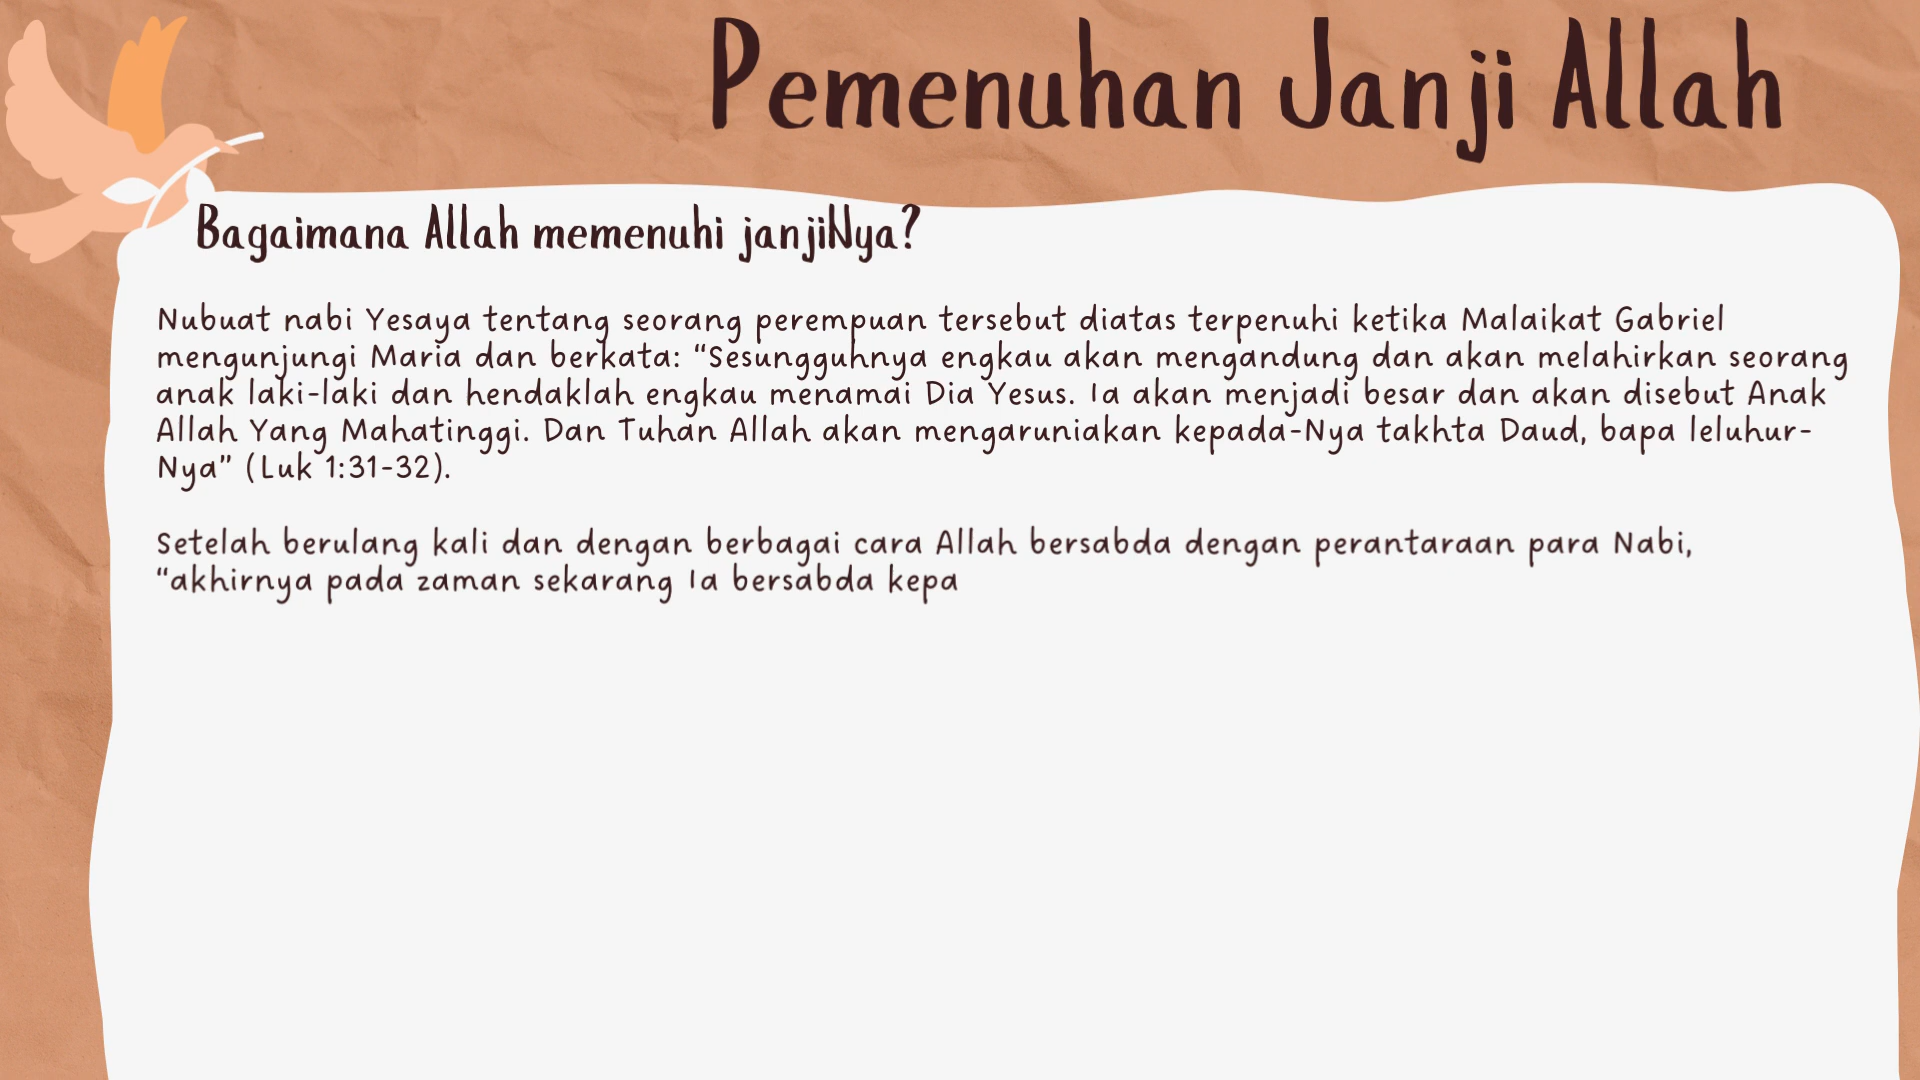 Pemenuhan Janji Allah
Bagaimana Allah memenuhi janjiNya?
Nubuat nabi Yesaya tentang seorang perempuan tersebut diatas terpenuhi ketika Malaikat Gabriel
mengunjungi Maria dan berkata: “Sesungguhnya engkau akan mengandung dan akan melahirkan seorang
anak laki-laki dan hendaklah engkau menamai Dia Yesus. Ia akan menjadi besar dan akan disebut Anak
Allah Yang Mahatinggi. Dan Tuhan Allah akan mengaruniakan kepada-Nya takhta Daud, bapa leluhur-
Nya” (Luk 1:31-32).
Setelah berulang kali dan dengan berbagai cara Allah bersabda dengan perantaraan para Nabi,
“akhirnya pada zaman sekarang Ia bersabda kepa